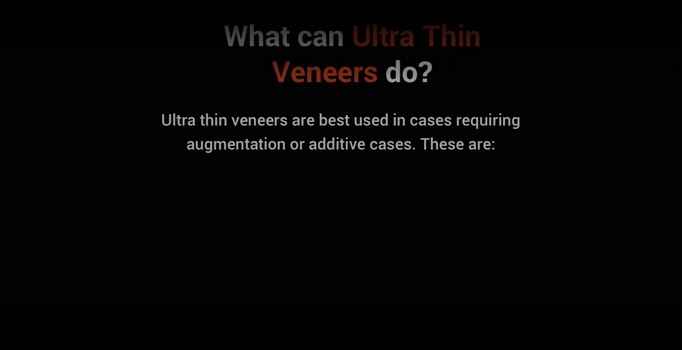 What can Ultra Thin
Veneers do?
Ultra thin veneers are best used in cases requiring
augmentation or additive cases. These are: